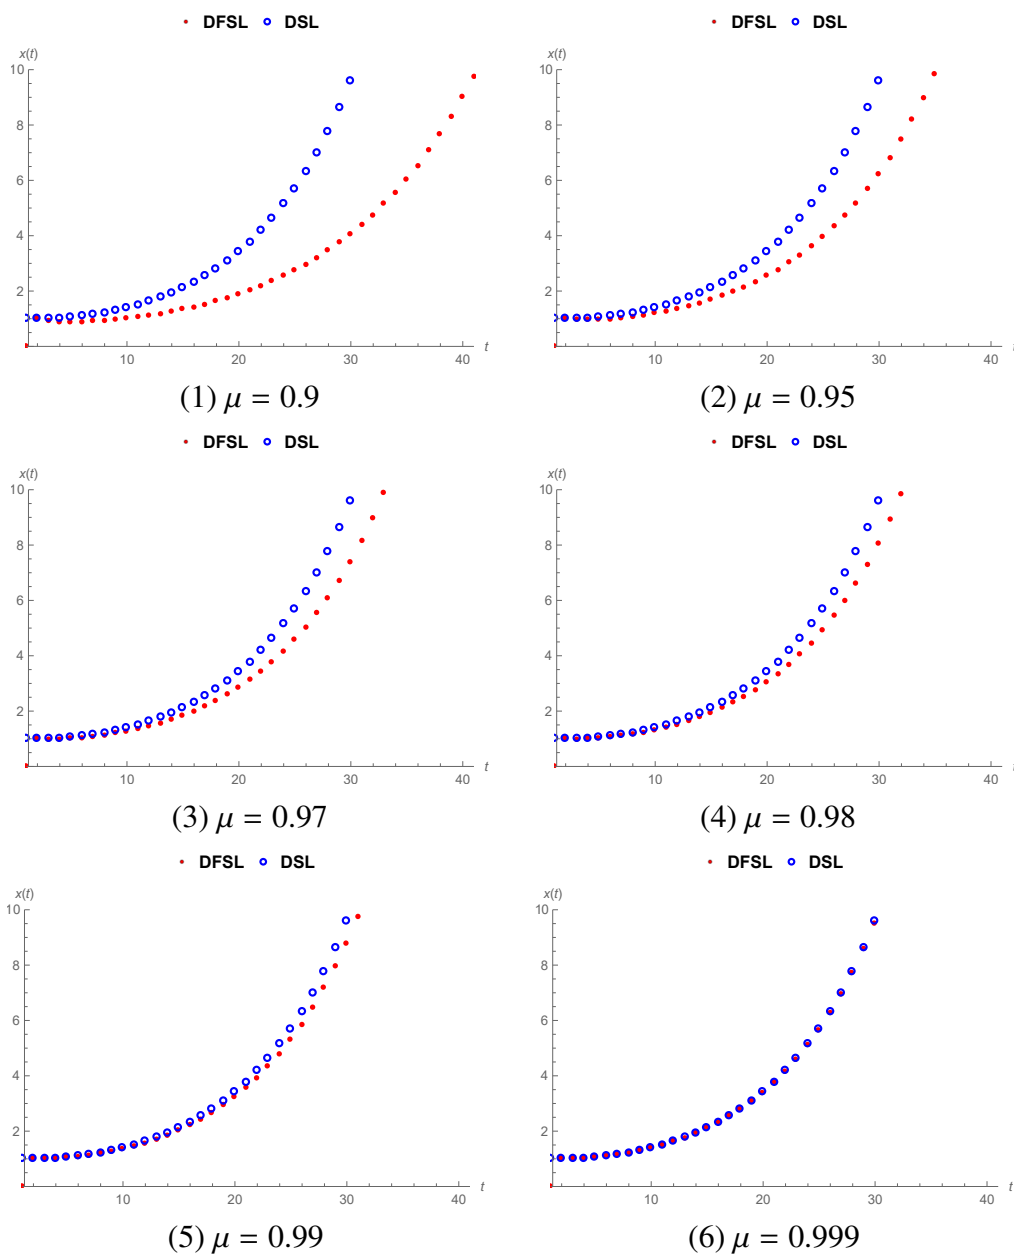 DFSL DSL
x(t)
10
8
6
4
2
10 20 30 40 t
(1) μ = 0.9
DFSL DSL
x(t)
10
8
6
4
2
10 20 30 40 t
(2) μ = 0.95
DFSL DSL
x(t)
10
8
6
4
2
10 20 30 40 t
(3) μ = 0.97
DFSL DSL
x(t)
10
8
6
4
2
10 20 30 40 t
(4) μ = 0.98
DFSL DSL
x(t)
10
8
6
4
2
10 20 30 40 t
(5) μ = 0.99
DFSL DSL
x(t)
10
8
6
4
2
10 20 30 40 t
(6) μ = 0.999